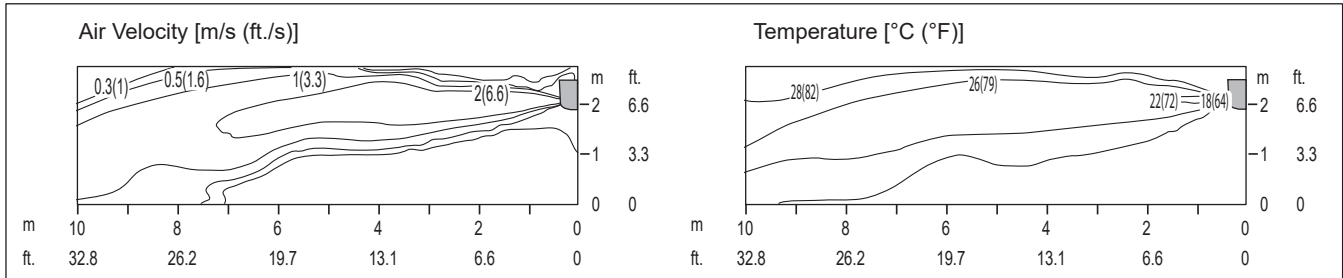 Air Velocity [m/s (ft./s)]
0.3(1) 0.5(1.6) 1(3.3) 2(6.6)
m ft.
2 6.6
1 3.3
0 0
m 10 8 6 4 2 0
ft. 32.8 26.2 19.7 13.1 6.6 0
Temperature [°C (°F)]
28(82) 26(79) 22(72) 18(64)
m ft.
2 6.6
1 3.3
0 0
m 10 8 6 4 2 0
ft. 32.8 26.2 19.7 13.1 6.6 0